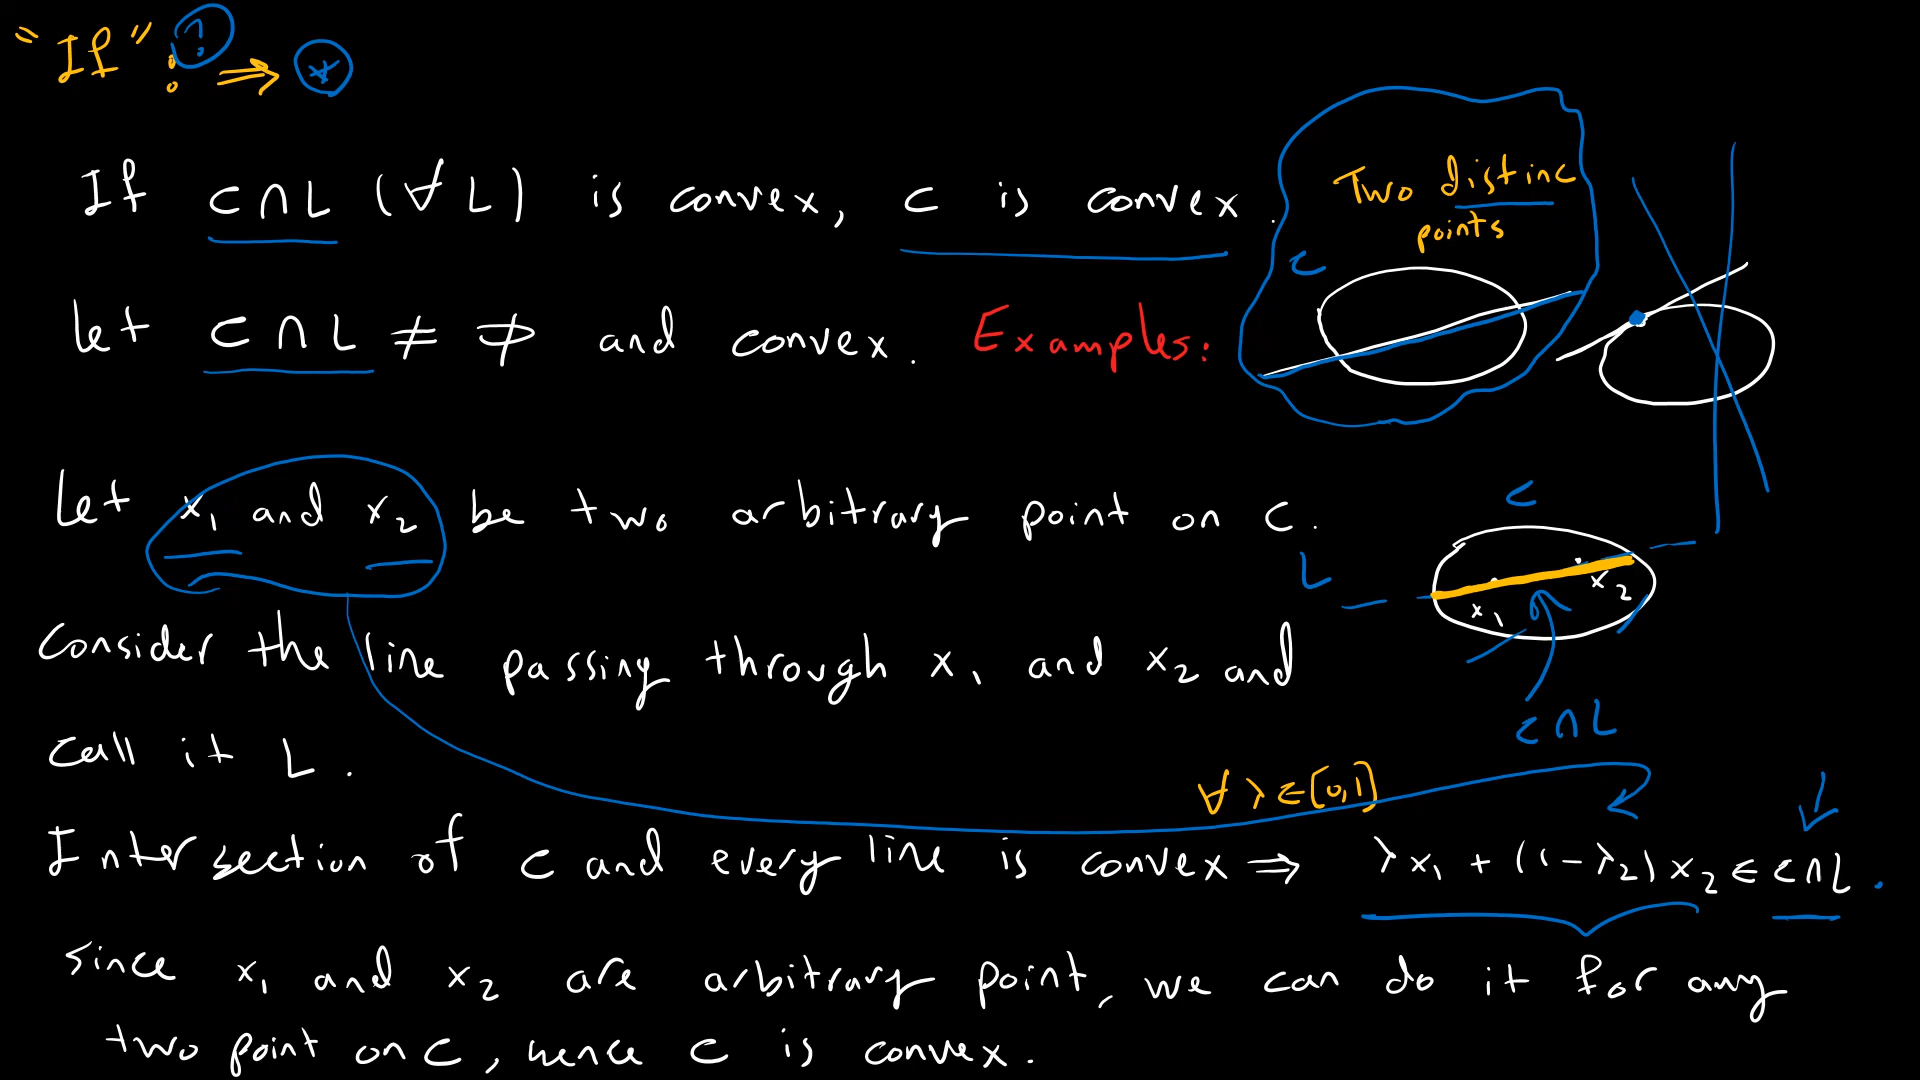 "If" : ? ⇒ *
If C∩L (∀L) is convex, C is convex.
Two distinc
points
C
Let C∩L ≠ φ and convex. Examples:
Let x₁ and x₂ be two arbitrary point on C.
C
L
x₁ x₂
Consider the line passing through x₁ and x₂ and
C∩L
call it L.
∀ λ ∈ [0,1]
Intersection of C and every line is convex ⇒ λx₁ + (1-λ₂)x₂ ∈ C∩L.
since x₁ and x₂ are arbitrary point, we can do it for any
two point on C, hence C is convex.